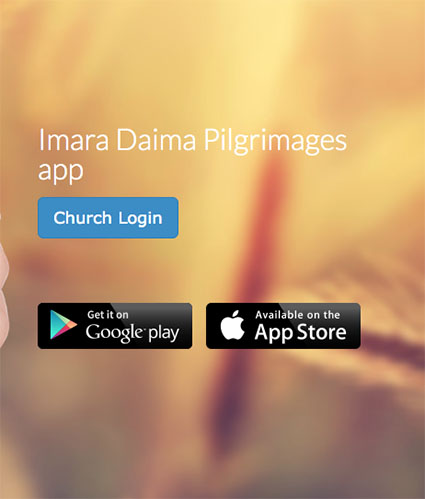 Imara Daima Pilgrimages
app
Church Login
Get it on
Google play
Available on the
App Store